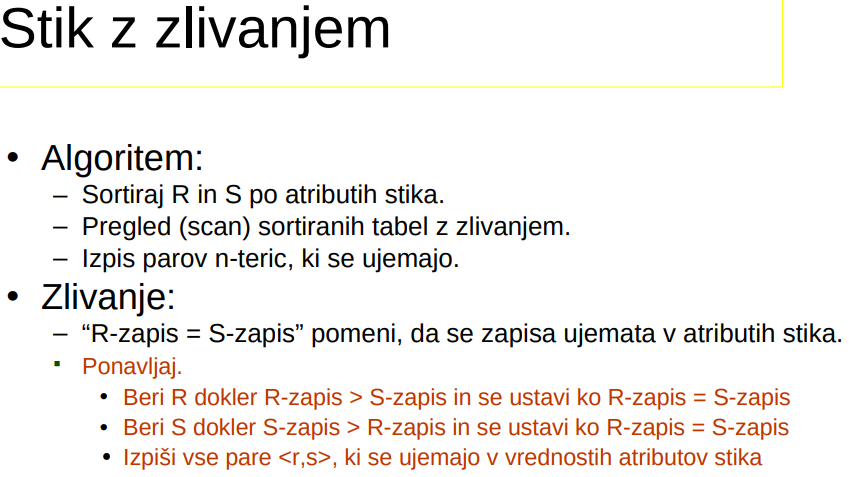 Stik z zlivanjem
• Algoritem:
– Sortiraj R in S po atributih stika.
– Pregled (scan) sortiranih tabel z zlivanjem.
– Izpis parov n-teric, ki se ujemajo.
• Zlivanje:
– “R-zapis = S-zapis” pomeni, da se zapisa ujemata v atributih stika.
▪ Ponavljaj.
• Beri R dokler R-zapis > S-zapis in se ustavi ko R-zapis = S-zapis
• Beri S dokler S-zapis > R-zapis in se ustavi ko R-zapis = S-zapis
• Izpiši vse pare <r,s>, ki se ujemajo v vrednostih atributov stika